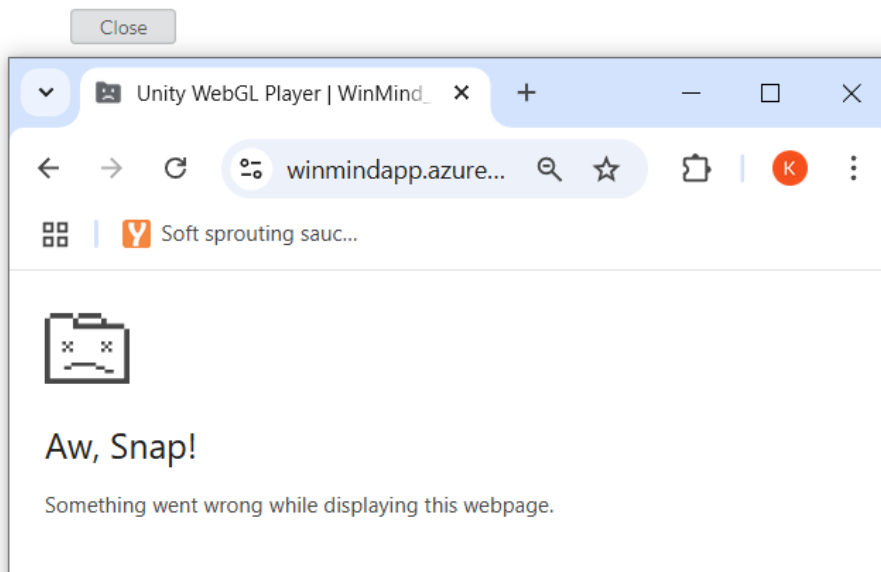 Close
Unity WebGL Player | WinMind_
winmindapp.azure...
K
Soft sprouting sauc...
Aw, Snap!
Something went wrong while displaying this webpage.